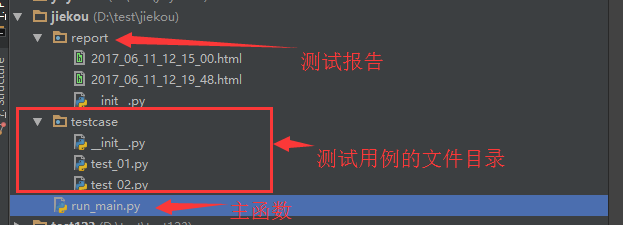 jiekou (D:\test\jiekou)
report
测试报告
2017_06_11_12_15_00.html
2017_06_11_12_19_48.html
__init__.py
testcase
__init__.py
测试用例的文件目录
test_01.py
test_02.py
run_main.py
主函数